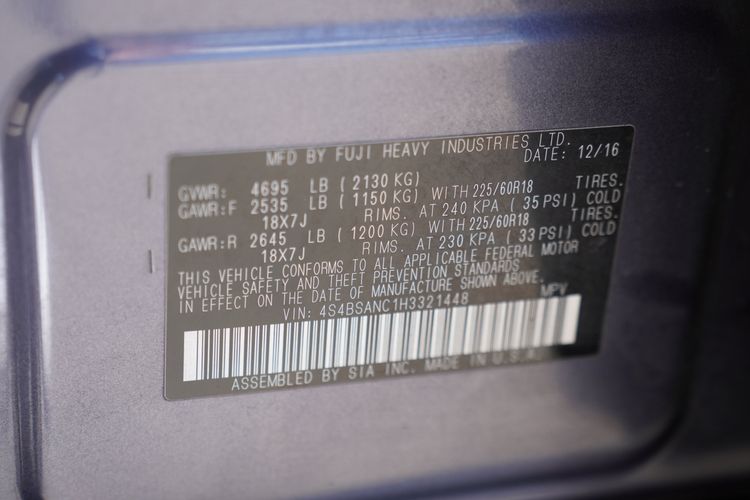 MFD BY FUJI HEAVY INDUSTRIES LTD.
DATE: 12/16
GVWR: 4695 LB ( 2130 KG)
GAWR:F 2535 LB ( 1150 KG) WITH 225/60R18 TIRES.
18X7J RIMS. AT 240 KPA ( 35 PSI) COLD
GAWR:R 2645 LB ( 1200 KG) WITH 225/60R18 TIRES.
18X7J RIMS. AT 230 KPA ( 33 PSI) COLD
THIS VEHICLE CONFORMS TO ALL APPLICABLE FEDERAL MOTOR
VEHICLE SAFETY AND THEFT PREVENTION STANDARDS
IN EFFECT ON THE DATE OF MANUFACTURE SHOWN ABOVE.
VIN: 4S4BSANC1H3321448 MPV
ASSEMBLED BY SIA INC. MADE IN U.S.A.